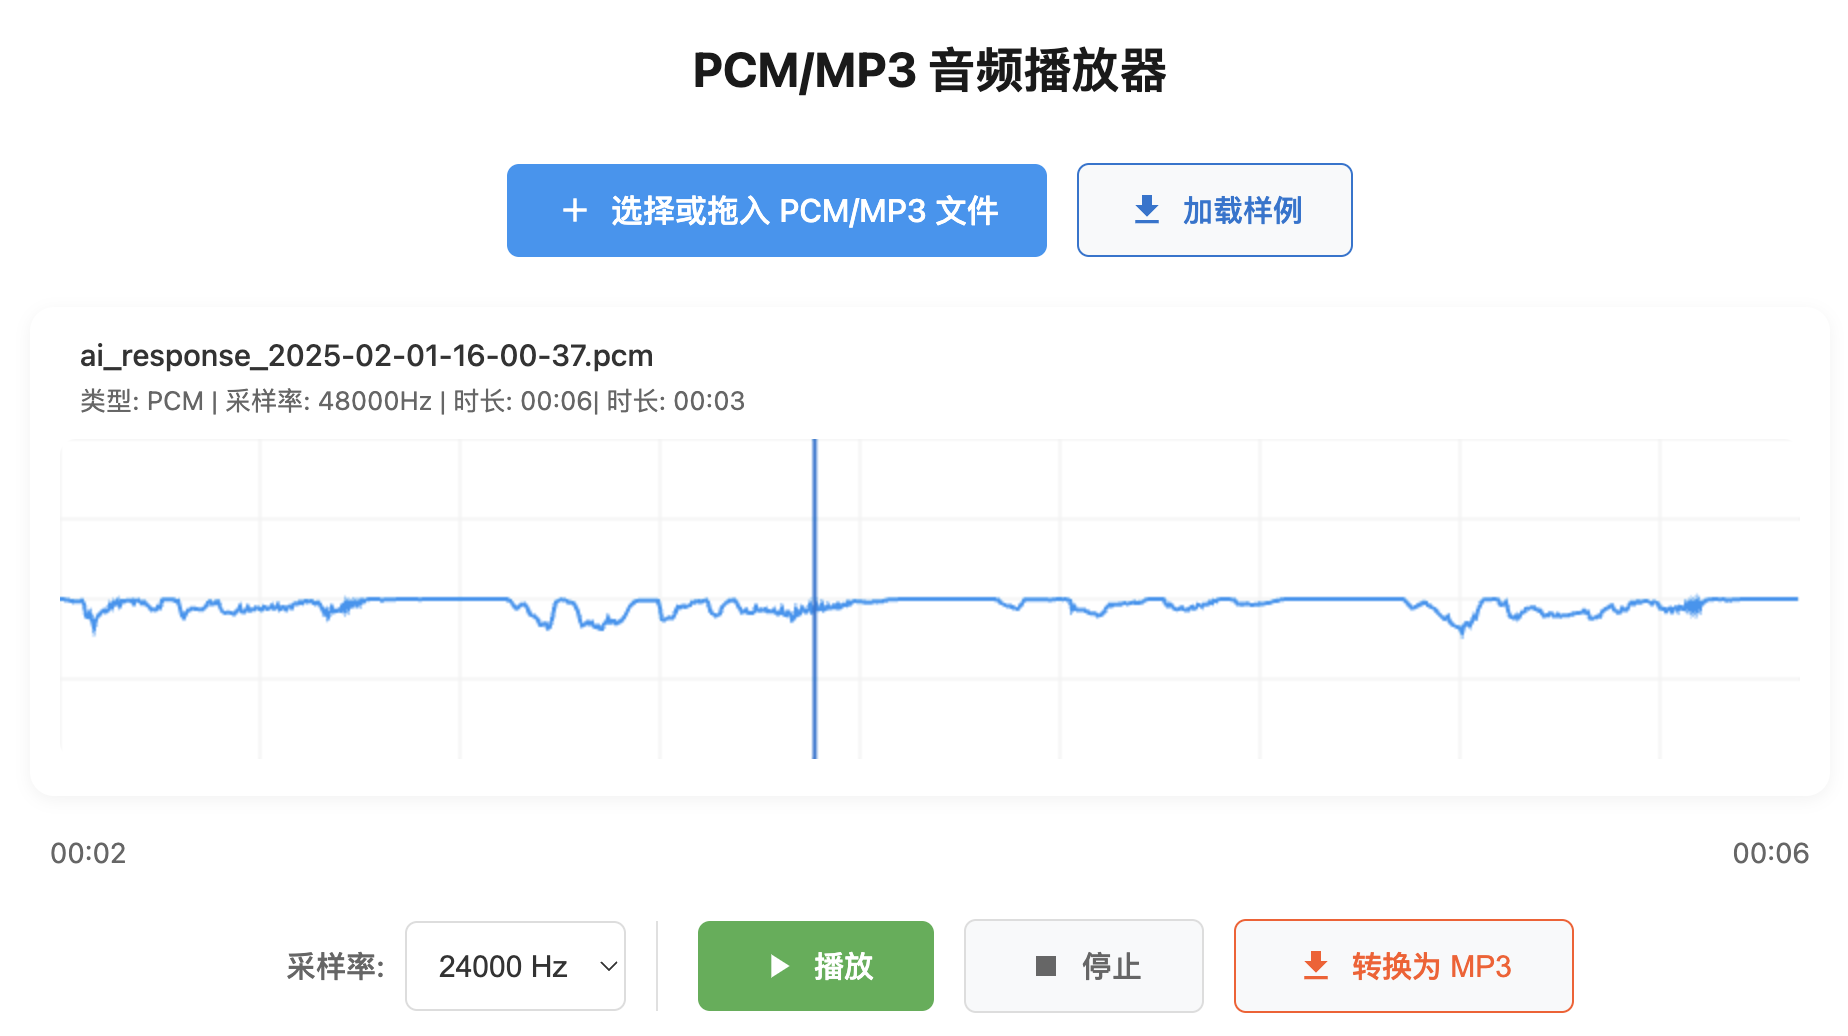 PCM/MP3 音频播放器
+ 选择或拖入 PCM/MP3 文件
加载样例
ai_response_2025-02-01-16-00-37.pcm
类型: PCM | 采样率: 48000Hz | 时长: 00:06| 时长: 00:03
00:02
00:06
采样率:
24000 Hz
播放
停止
转换为 MP3